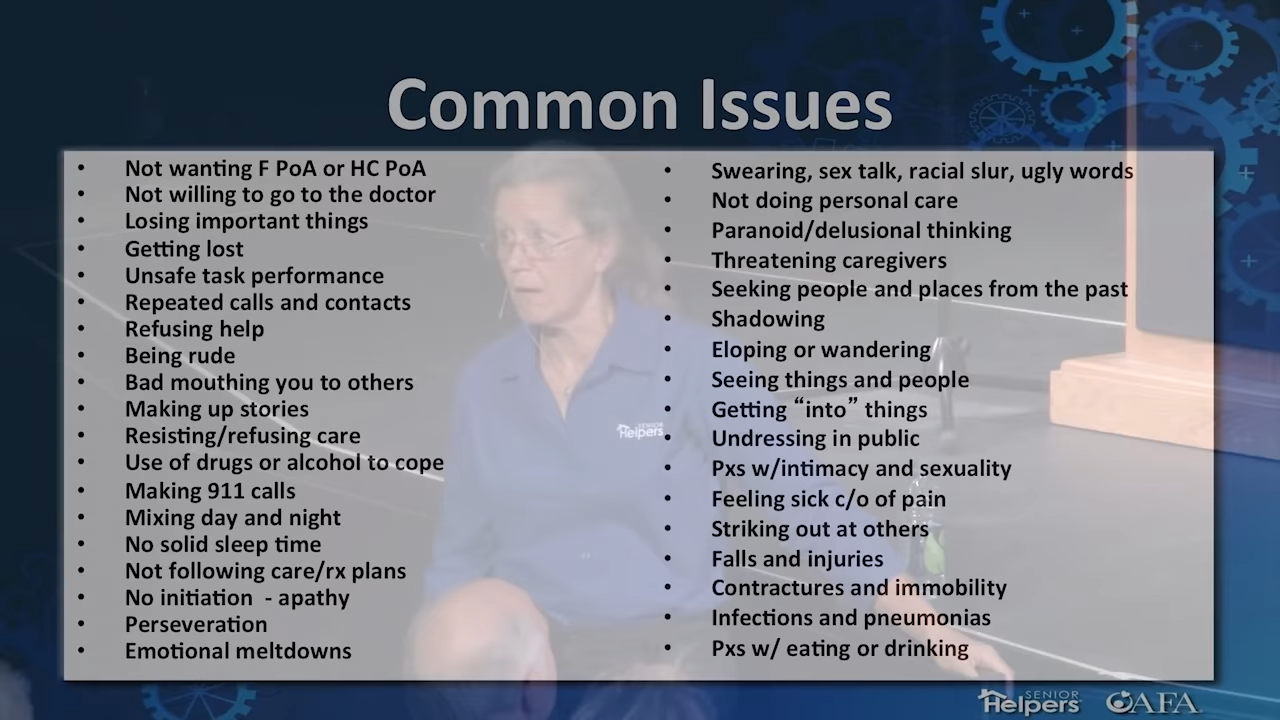 Common Issues
• Not wanting F PoA or HC PoA
• Not willing to go to the doctor
• Losing important things
• Getting lost
• Unsafe task performance
• Repeated calls and contacts
• Refusing help
• Being rude
• Bad mouthing you to others
• Making up stories
• Resisting/refusing care
• Use of drugs or alcohol to cope
• Making 911 calls
• Mixing day and night
• No solid sleep time
• Not following care/rx plans
• No initiation - apathy
• Perseveration
• Emotional meltdowns
• Swearing, sex talk, racial slur, ugly words
• Not doing personal care
• Paranoid/delusional thinking
• Threatening caregivers
• Seeking people and places from the past
• Shadowing
• Eloping or wandering
• Seeing things and people
• Getting “into” things
• Undressing in public
• Pxs w/intimacy and sexuality
• Feeling sick c/o of pain
• Striking out at others
• Falls and injuries
• Contractures and immobility
• Infections and pneumonias
• Pxs w/ eating or drinking
SENIOR
Helpers
SENIOR
Helpers
AFA